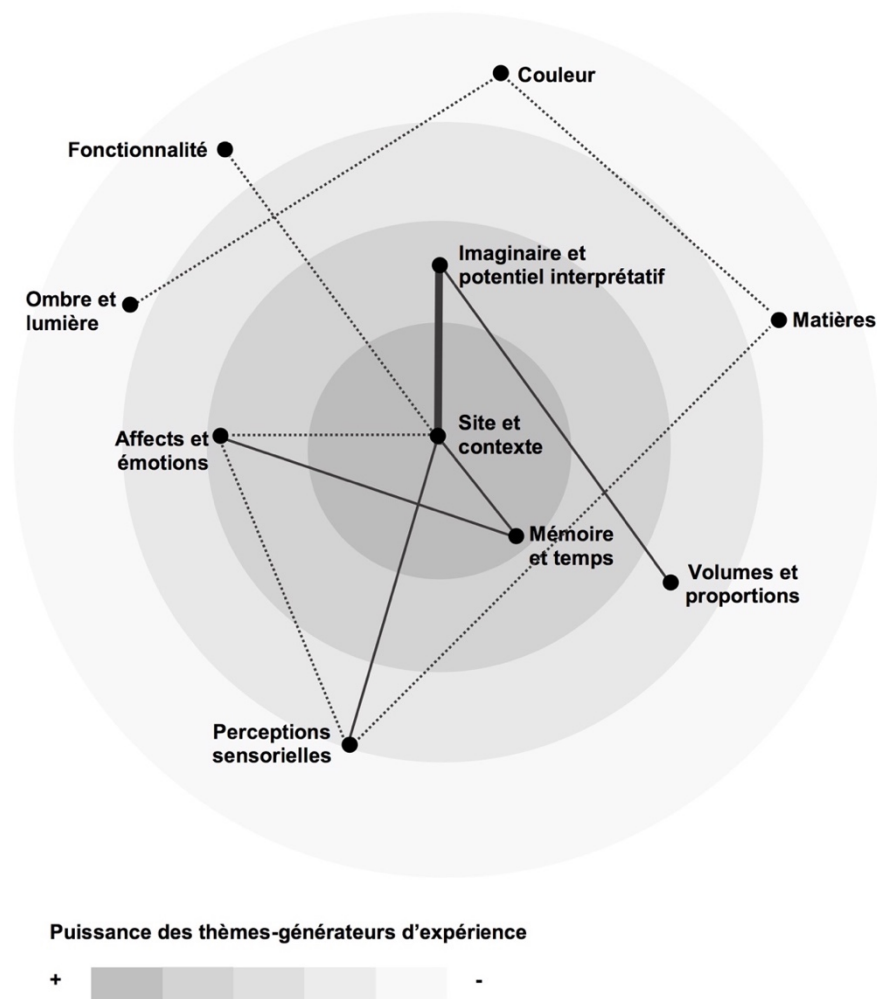 Couleur
Fonctionnalité
Imaginaire et
potentiel interprétatif
Ombre et
lumière
Matières
Affects et
émotions
Site et
contexte
Mémoire
et temps
Volumes et
proportions
Perceptions
sensorielles
Puissance des thèmes-générateurs d'expérience
+ -